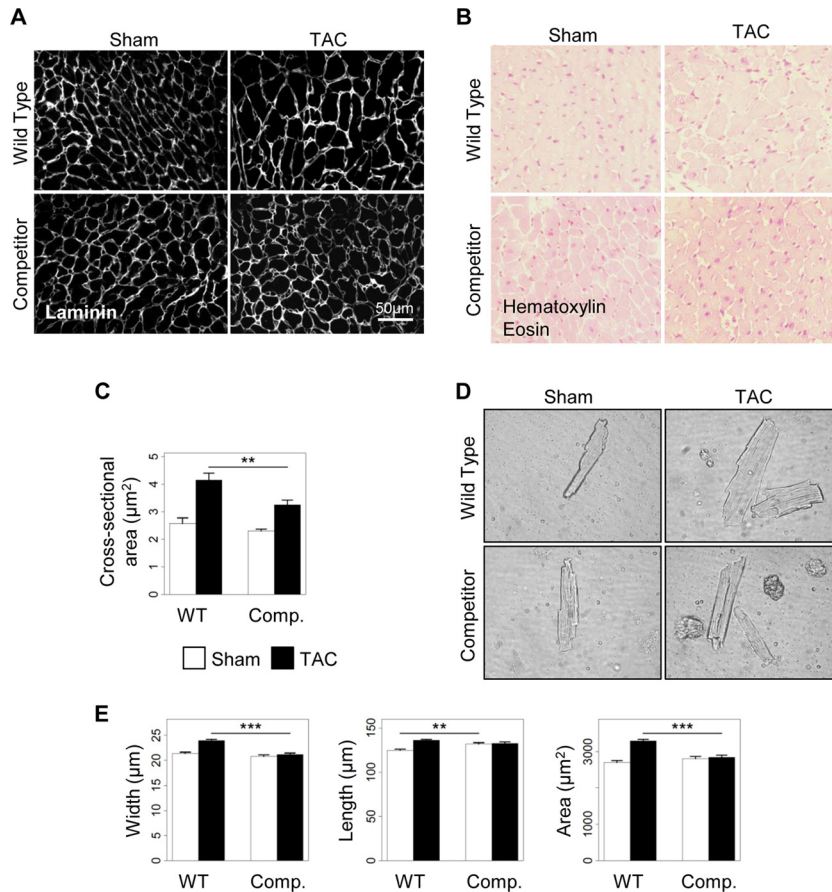 A
Sham
TAC
Wild Type
Competitor
Laminin
50μm
B
Sham
TAC
Wild Type
Competitor
Hematoxylin
Eosin
C
Cross-sectional
area (μm²)
5
4
3
2
1
0
**
WT
Comp.
Sham
TAC
D
Sham
TAC
Wild Type
Competitor
E
Width (μm)
25
20
15
10
5
0
***
WT
Comp.
Length (μm)
150
100
50
0
**
WT
Comp.
Area (μm²)
3000
1000
0
***
WT
Comp.